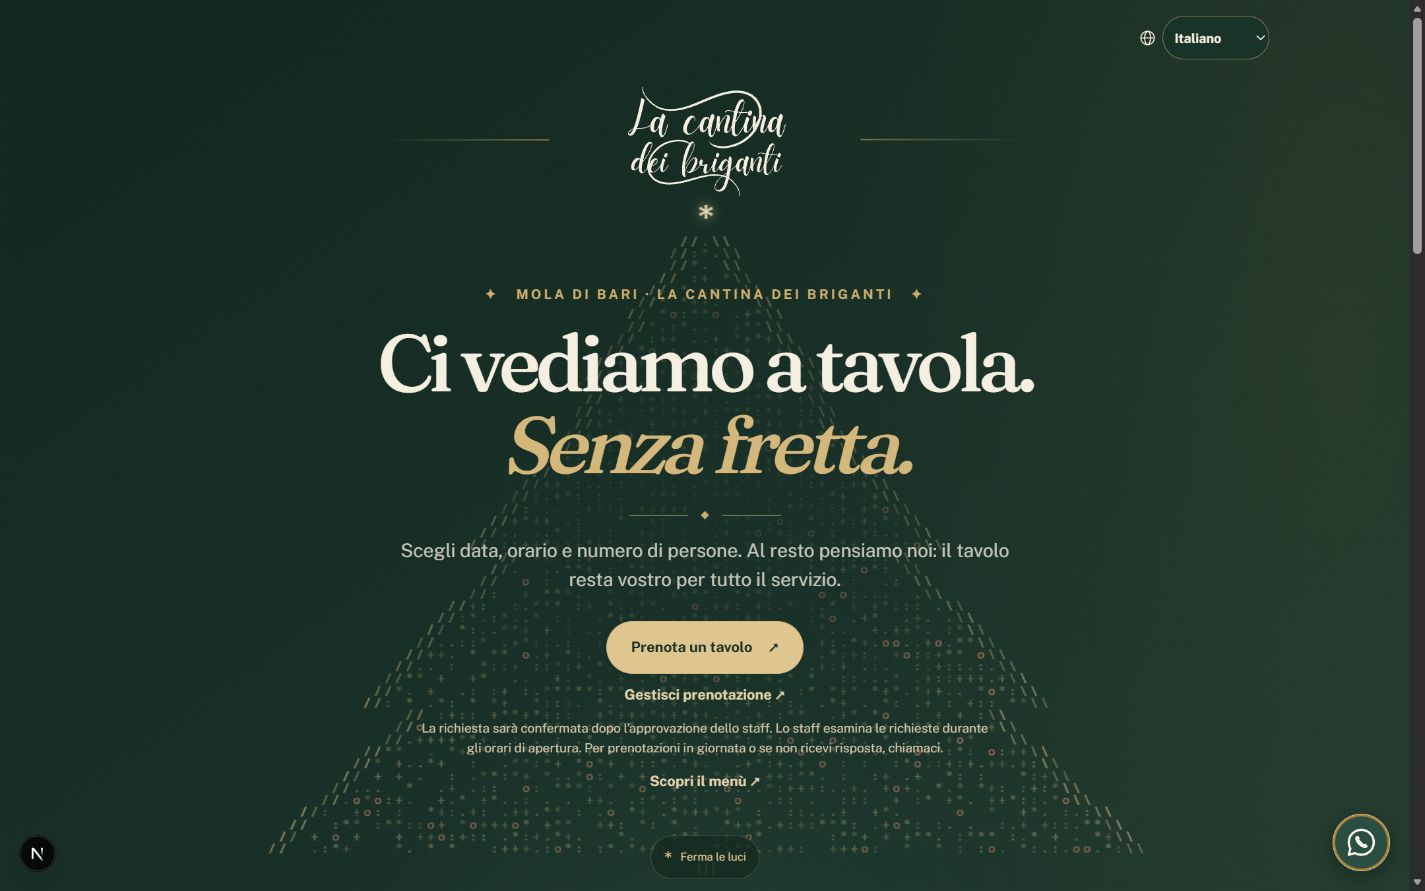 Italiano
La cantina
dei briganti
MOLA DI BARI · LA CANTINA DEI BRIGANTI
Ci vediamo a tavola.
Senza fretta.
Scegli data, orario e numero di persone. Al resto pensiamo noi: il tavolo
resta vostro per tutto il servizio.
Prenota un tavolo ↗
Gestisci prenotazione ↗
La richiesta sarà confermata dopo l'approvazione dello staff. Lo staff esamina le richieste durante
gli orari di apertura. Per prenotazioni in giornata o se non ricevi risposta, chiamaci.
Scopri il menù ↗
* Ferma le luci
N